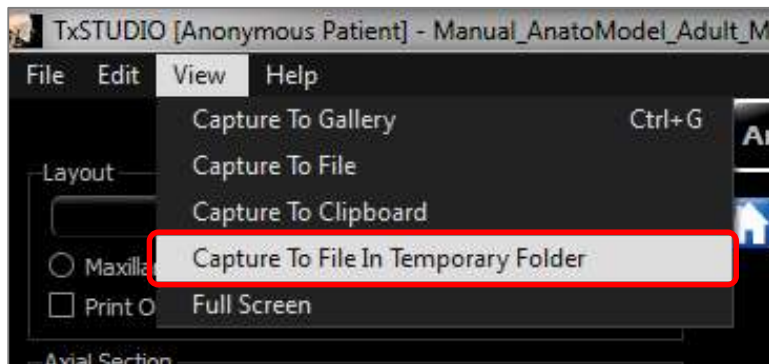 TxSTUDIO [Anonymous Patient] - Manual_AnatoModel_Adult_M
File Edit View Help
Capture To Gallery Ctrl+G
Layout
Capture To File
Capture To Clipboard
Capture To File In Temporary Folder
Print O
Full Screen
Axial Section